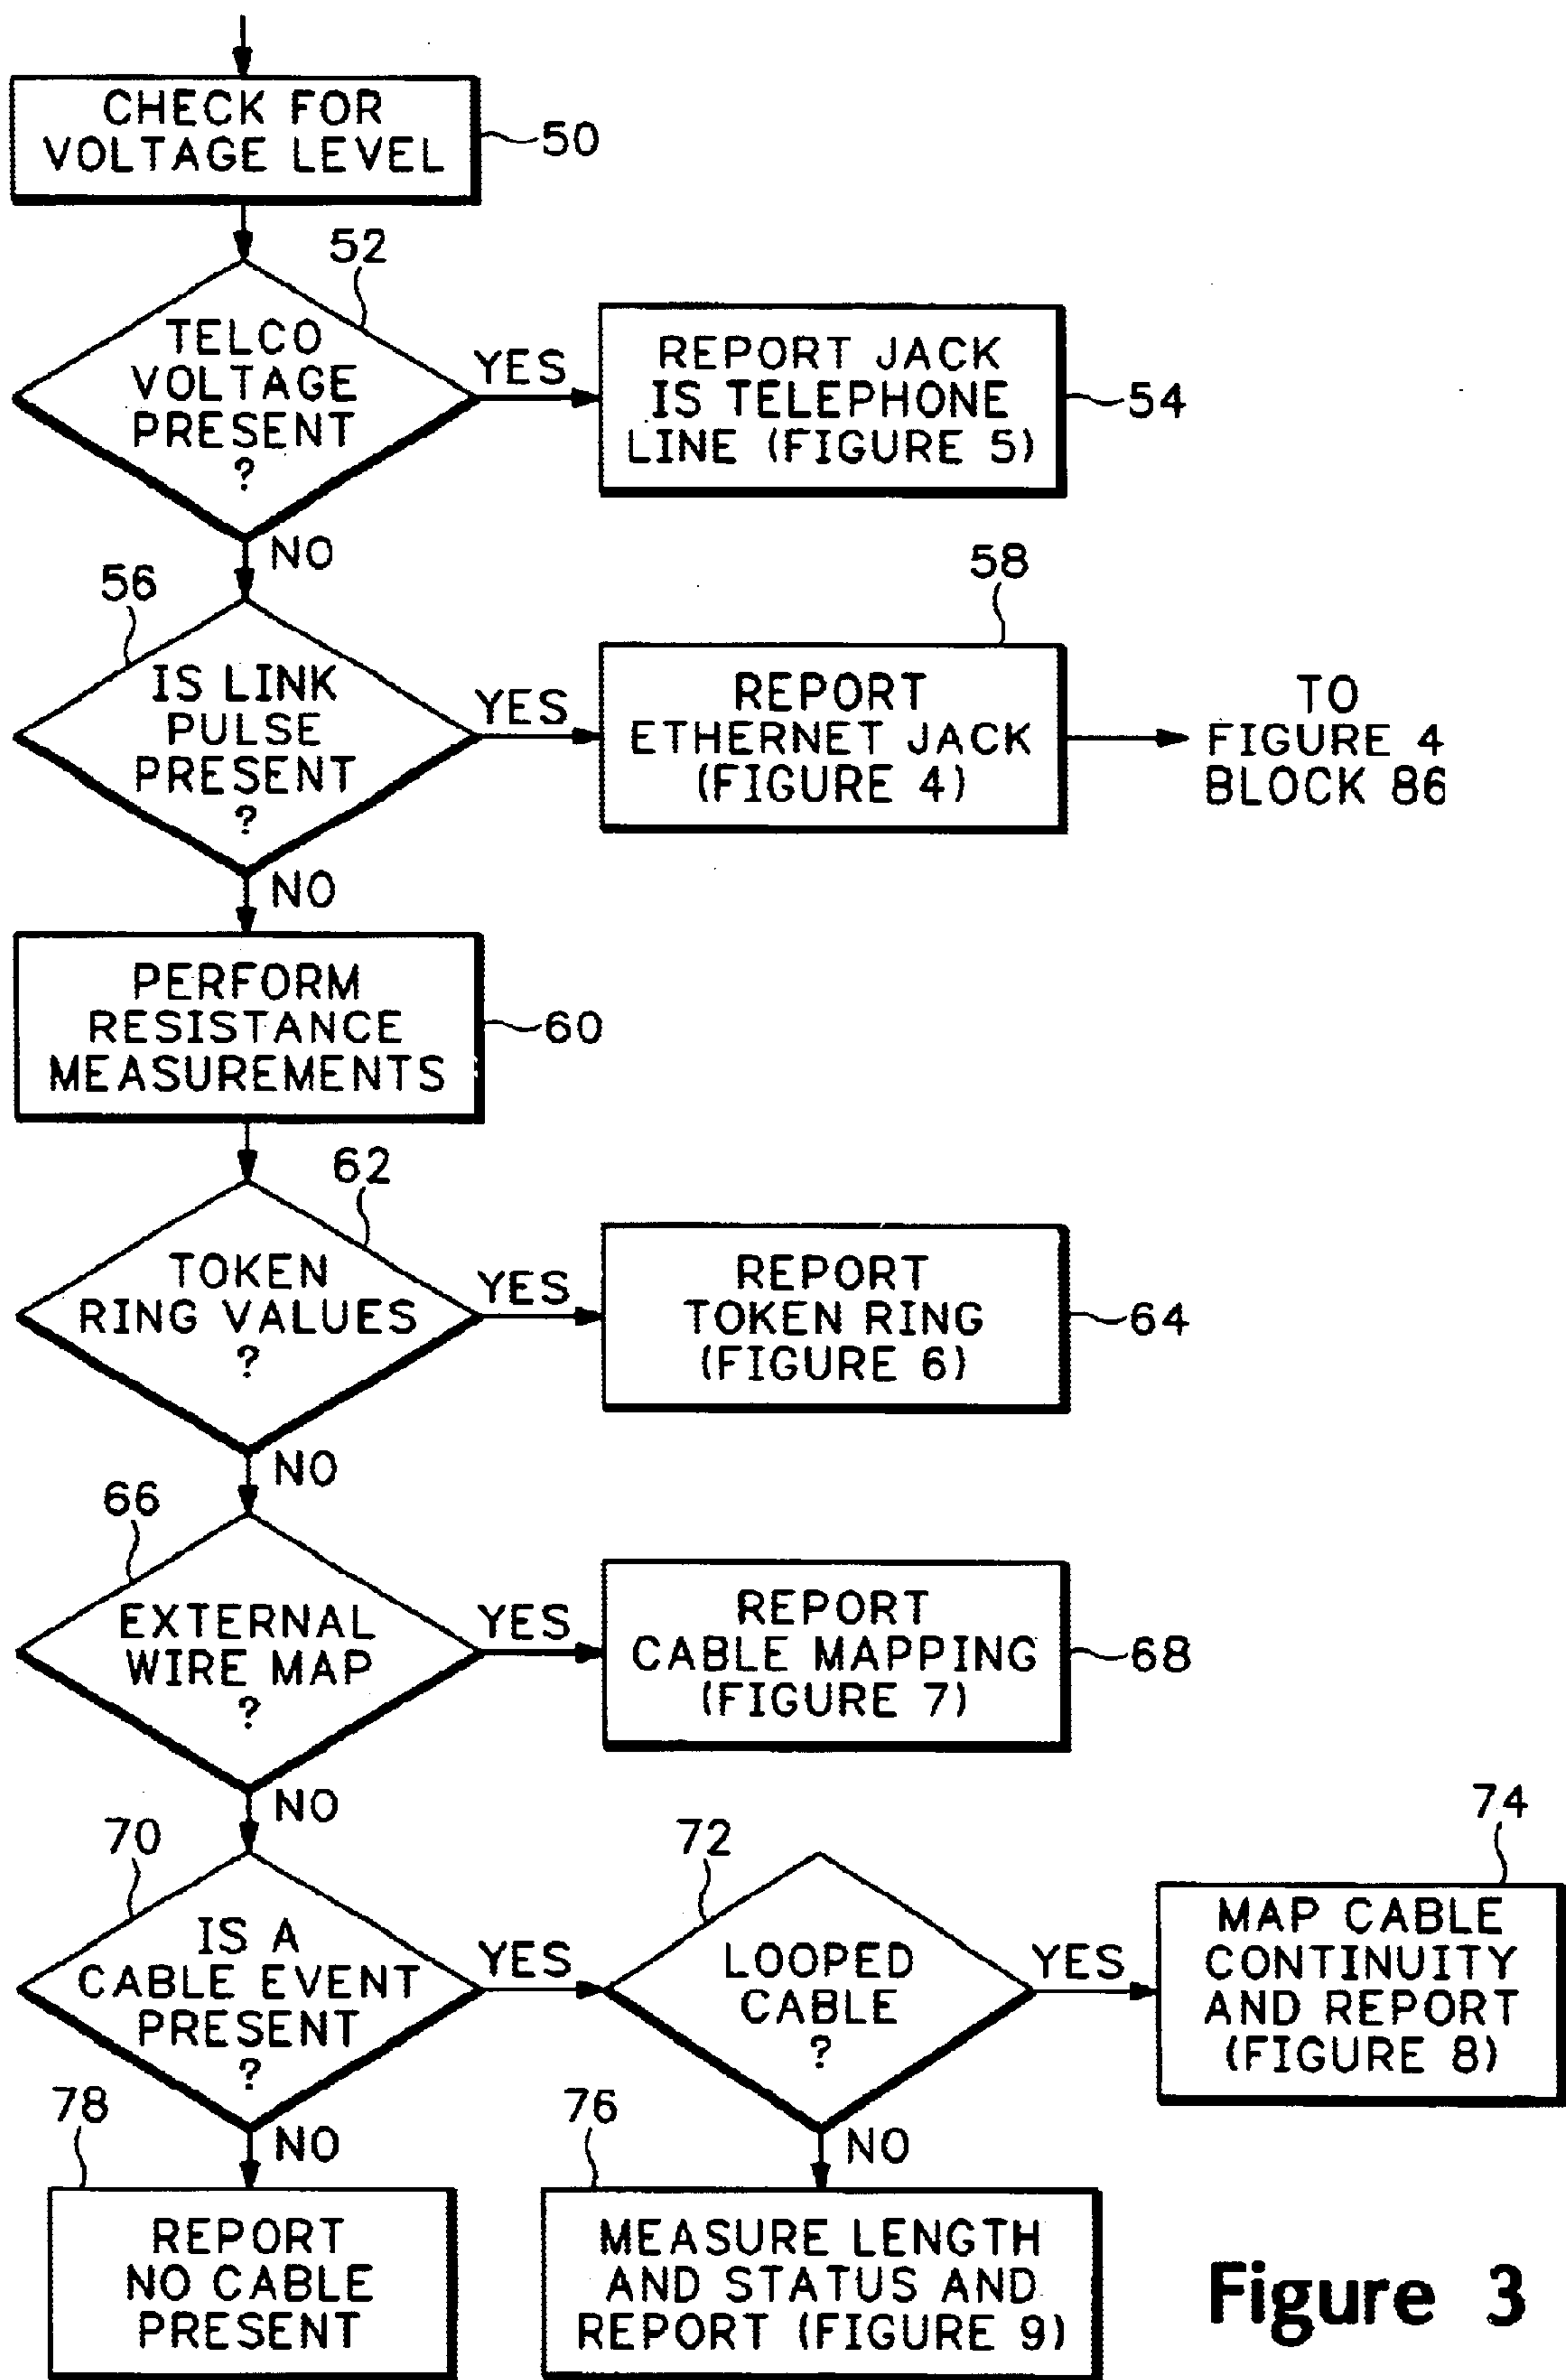 CHECK FOR
VOLTAGE LEVEL
50
52
TELCO
VOLTAGE
PRESENT
?
YES
REPORT JACK
IS TELEPHONE
LINE (FIGURE 5)
54
NO
56
IS LINK
PULSE
PRESENT
?
YES
58
REPORT
ETHERNET JACK
(FIGURE 4)
TO
FIGURE 4
BLOCK 86
NO
PERFORM
RESISTANCE
MEASUREMENTS
60
62
TOKEN
RING VALUES
?
YES
REPORT
TOKEN RING
(FIGURE 6)
64
NO
66
EXTERNAL
WIRE MAP
?
YES
REPORT
CABLE MAPPING
(FIGURE 7)
68
NO
70
IS A
CABLE EVENT
PRESENT
?
YES
72
LOOPED
CABLE
?
YES
74
MAP CABLE
CONTINUITY
AND REPORT
(FIGURE 8)
NO
78
REPORT
NO CABLE
PRESENT
NO
76
MEASURE LENGTH
AND STATUS AND
REPORT (FIGURE 9)
Figure 3